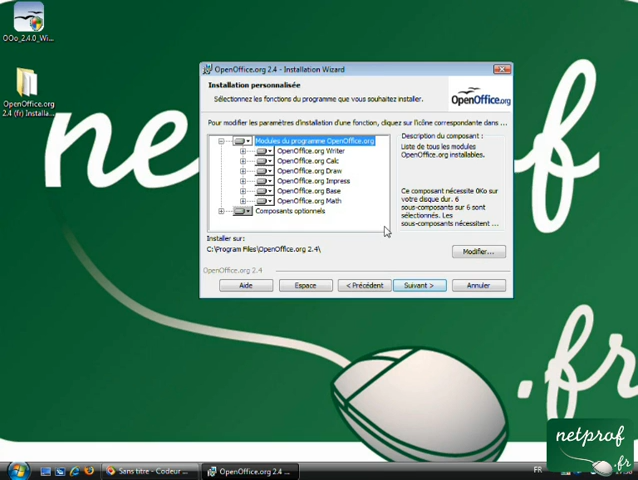 OOo_2.4.0_Wi...
OpenOffice.org
2.4 (fr) Installa...
ne
f
.fr
OpenOffice.org 2.4 - Installation Wizard
Installation personnalisée
Sélectionnez les fonctions du programme que vous souhaitez installer.
OpenOffice.org
Pour modifier les paramètres d'installation d'une fonction, cliquez sur l'icône correspondante dans ...
Modules du programme OpenOffice.org
OpenOffice.org Writer
OpenOffice.org Calc
OpenOffice.org Draw
OpenOffice.org Impress
OpenOffice.org Base
OpenOffice.org Math
Composants optionnels
Description du composant :
Liste de tous les modules
OpenOffice.org installables.
Ce composant nécessite 0Ko sur
votre disque dur. 6
sous-composants sur 6 sont
sélectionnés. Les
sous-composants nécessitent ...
Installer sur:
C:\Program Files\OpenOffice.org 2.4\
Modifier...
OpenOffice.org 2.4
Aide
Espace
< Précédent
Suivant >
Annuler
netprof
.fr
Sans titre - Codeur ...
OpenOffice.org 2.4 ...
FR